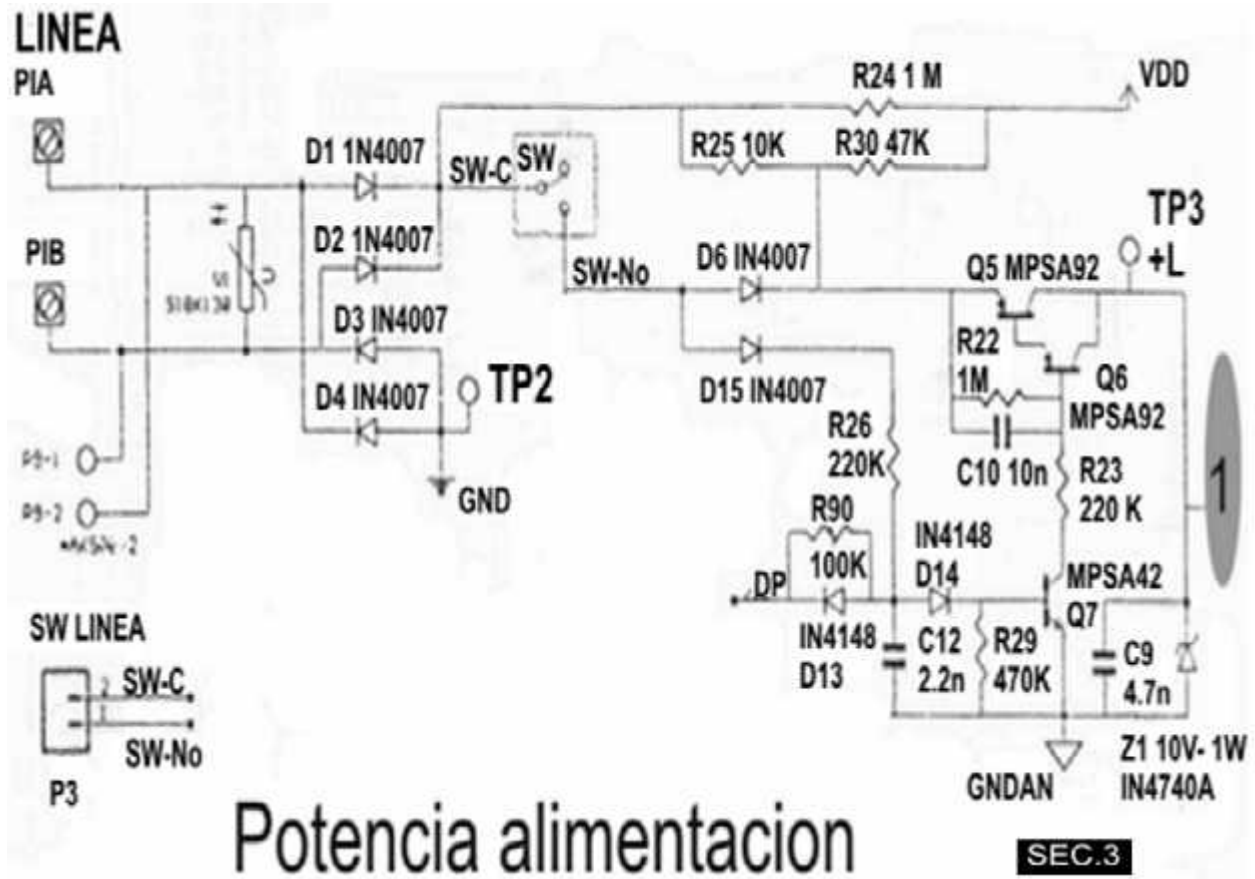 LINEA
PIA
PIB
D1 1N4007
D2 1N4007
D3 IN4007
D4 IN4007
SW-C
SW
SW-No
TP2
GND
R24 1 M
VDD
R25 10K
R30 47K
D6 IN4007
D15 IN4007
Q5 MPSA92
TP3
+L
R22
1M
Q6
MPSA92
C10 10n
R23
220 K
R26
220K
R90
100K
DP
IN4148
D13
IN4148
D14
MPSA42
Q7
C12
2.2n
R29
470K
C9
4.7n
1
GNDAN
Z1 10V- 1W
IN4740A
SW LINEA
2 SW-C
1
SW-No
P3
Potencia alimentacion
SEC.3